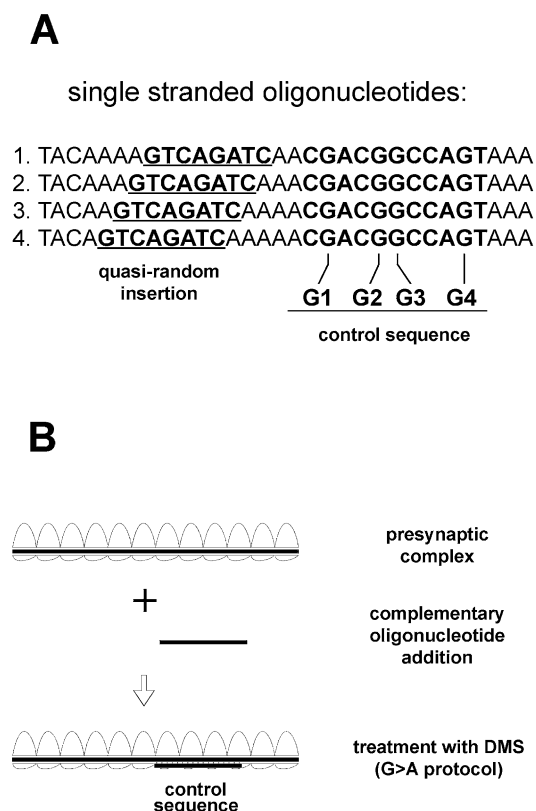 A
single stranded oligonucleotides:
1. TACAAAAGTCAGATCAACGACGGCCAGTAAA
2. TACAAAGTCAGATCAAACGACGGCCAGTAAA
3. TACAAGTCAGATCAAAACGACGGCCAGTAAA
4. TACAGTCAGATCAAAAACGACGGCCAGTAAA
quasi-random
insertion
G1 G2 G3 G4
control sequence
B
presynaptic
complex
+
complementary
oligonucleotide
addition
treatment with DMS
(G>A protocol)
control
sequence